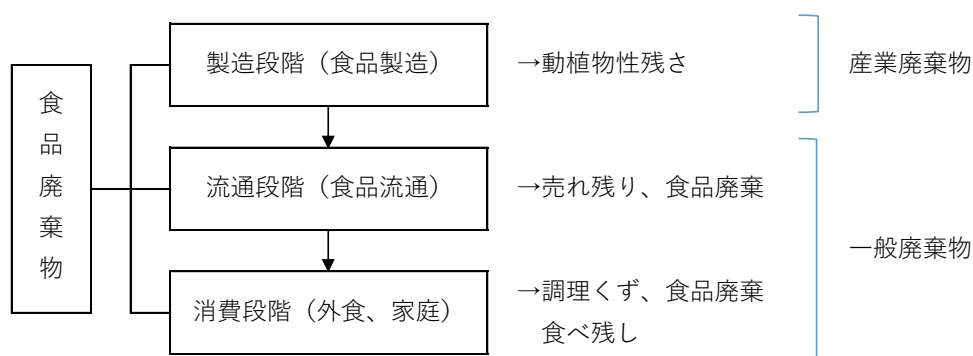 食品廃棄物
製造段階（食品製造）
→動植物性残さ
産業廃棄物
流通段階（食品流通）
→売れ残り、食品廃棄
一般廃棄物
消費段階（外食、家庭）
→調理くず、食品廃棄
食べ残し